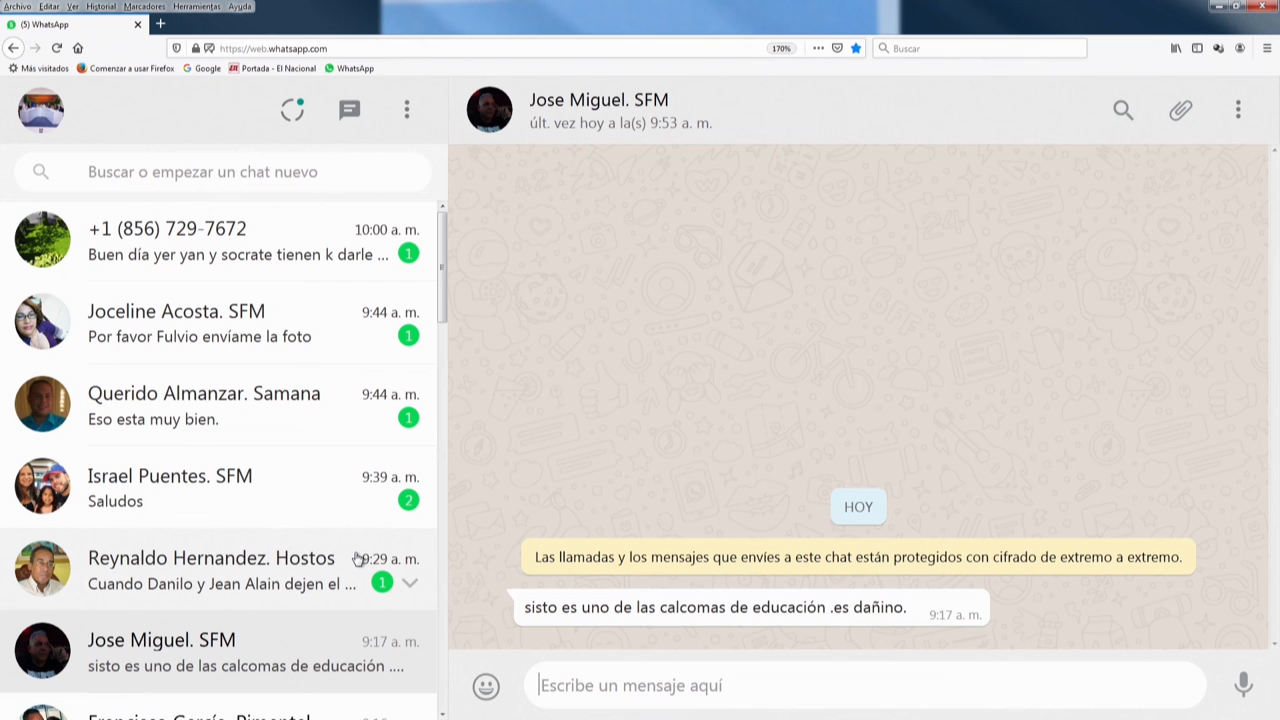 Archivo Editar Ver Historial Marcadores Herramientas Ayuda
(5) WhatsApp
https://web.whatsapp.com
170%
Buscar
Más visitados Comenzar a usar Firefox Google Portada - El Nacional WhatsApp
Jose Miguel. SFM
últ. vez hoy a la(s) 9:53 a. m.
Buscar o empezar un chat nuevo
+1 (856) 729-7672 10:00 a. m.
Buen día yer yan y socrate tienen k darle ... 1
Joceline Acosta. SFM 9:44 a. m.
Por favor Fulvio envíame la foto 1
Querido Almanzar. Samana 9:44 a. m.
Eso esta muy bien. 1
Israel Puentes. SFM 9:39 a. m.
Saludos 2
Reynaldo Hernandez. Hostos 9:29 a. m.
Cuando Danilo y Jean Alain dejen el ... 1
Jose Miguel. SFM 9:17 a. m.
sisto es uno de las calcomas de educación ....
HOY
Las llamadas y los mensajes que envíes a este chat están protegidos con cifrado de extremo a extremo.
sisto es uno de las calcomas de educación .es dañino. 9:17 a. m.
Escribe un mensaje aquí